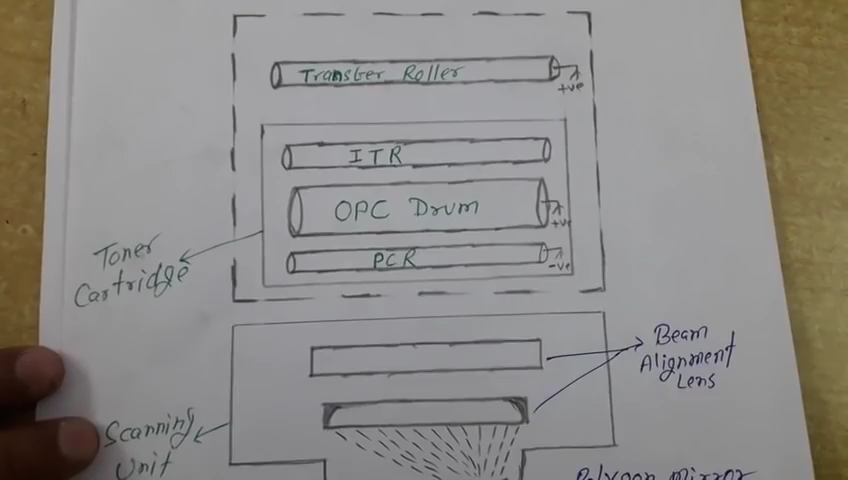 Transfer Roller
+ve
ITR
OPC Drum
+ve
PCR
-ve
Toner
Cartridge
Beam
Alignment
Lens
Scanning
Unit
Polygon Mirror